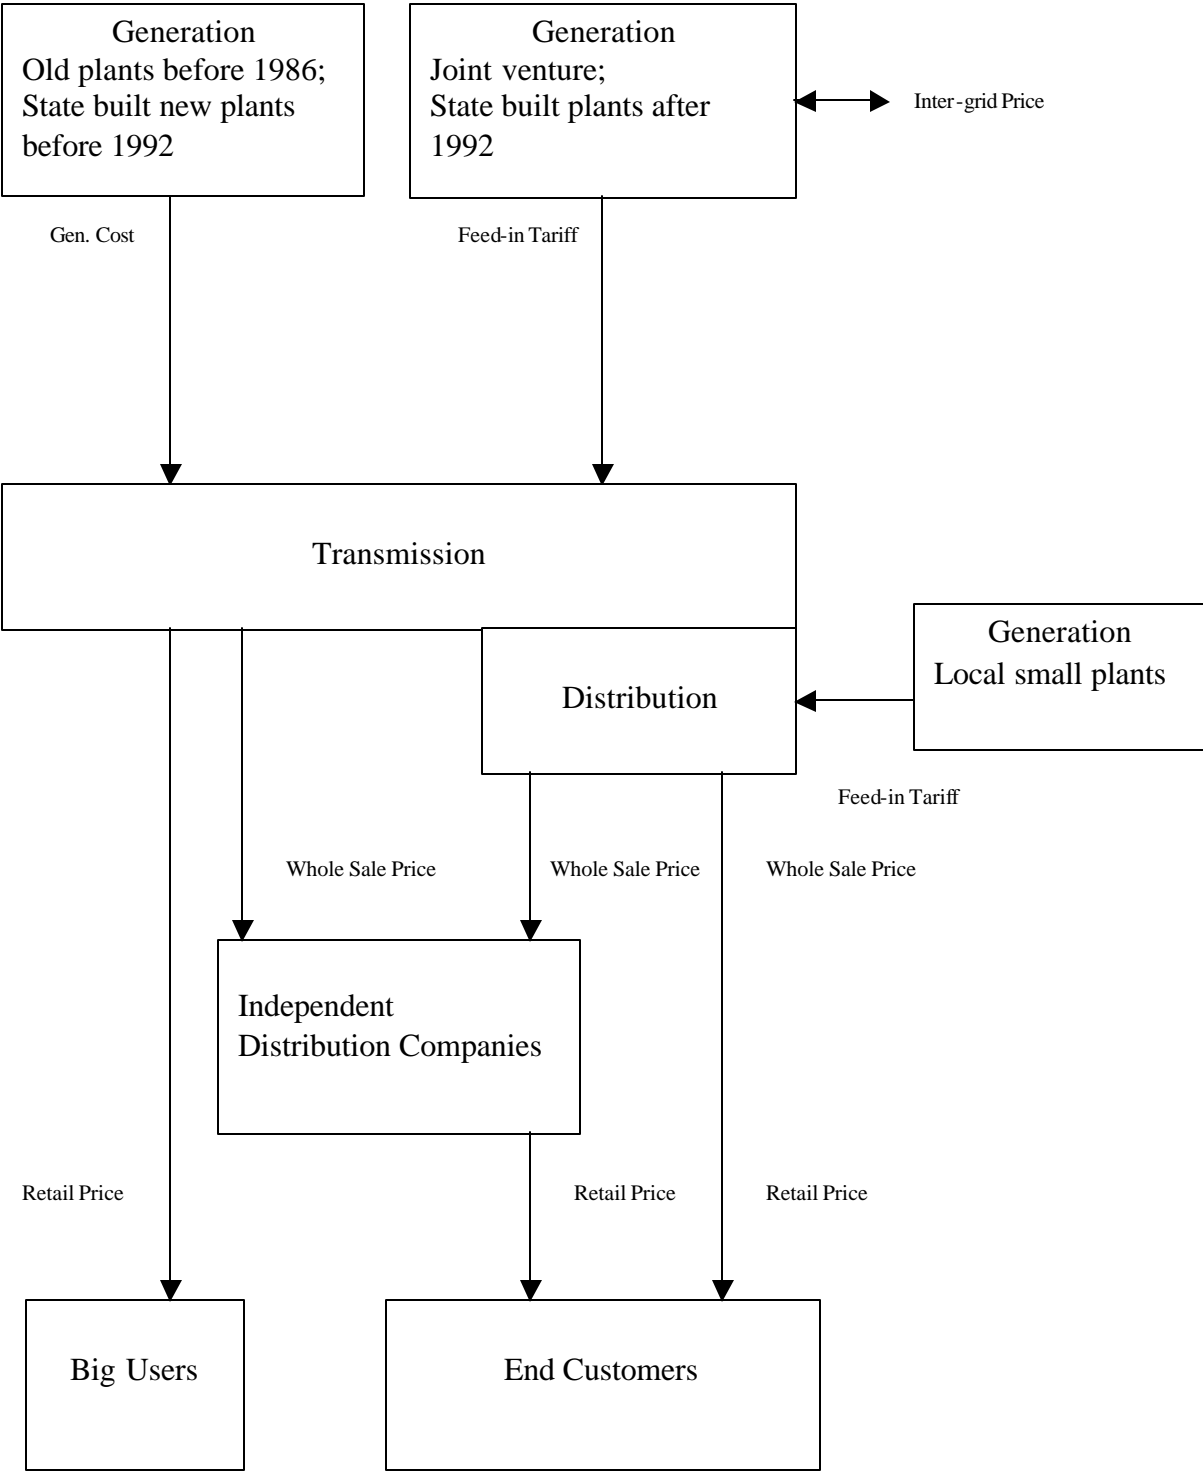 Generation
Old plants before 1986;
State built new plants
before 1992
Generation
Joint venture;
State built plants after
1992
Inter-grid Price
Gen. Cost
Feed-in Tariff
Transmission
Generation
Local small plants
Distribution
Feed-in Tariff
Whole Sale Price
Whole Sale Price
Whole Sale Price
Independent
Distribution Companies
Retail Price
Retail Price
Retail Price
Big Users
End Customers